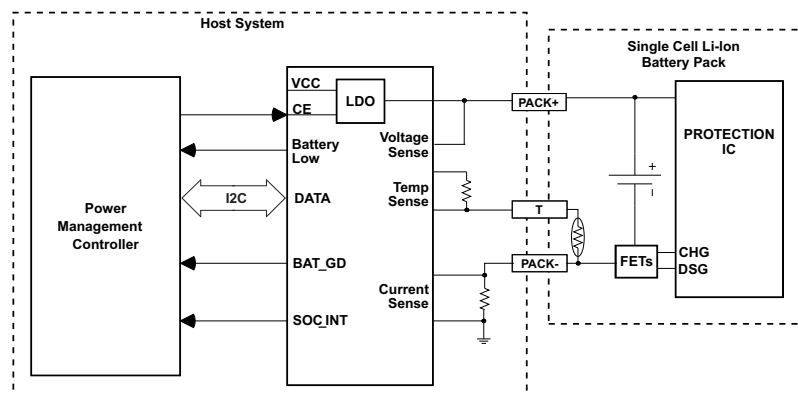 Host System
Single Cell Li-Ion
Battery Pack
VCC
LDO
CE
PACK+
PROTECTION
IC
Battery
Low
Voltage
Sense
+
Temp
Sense
I2C
DATA
Power
Management
Controller
T
PACK-
FETs
CHG
DSG
BAT_GD
Current
Sense
SOC_INT